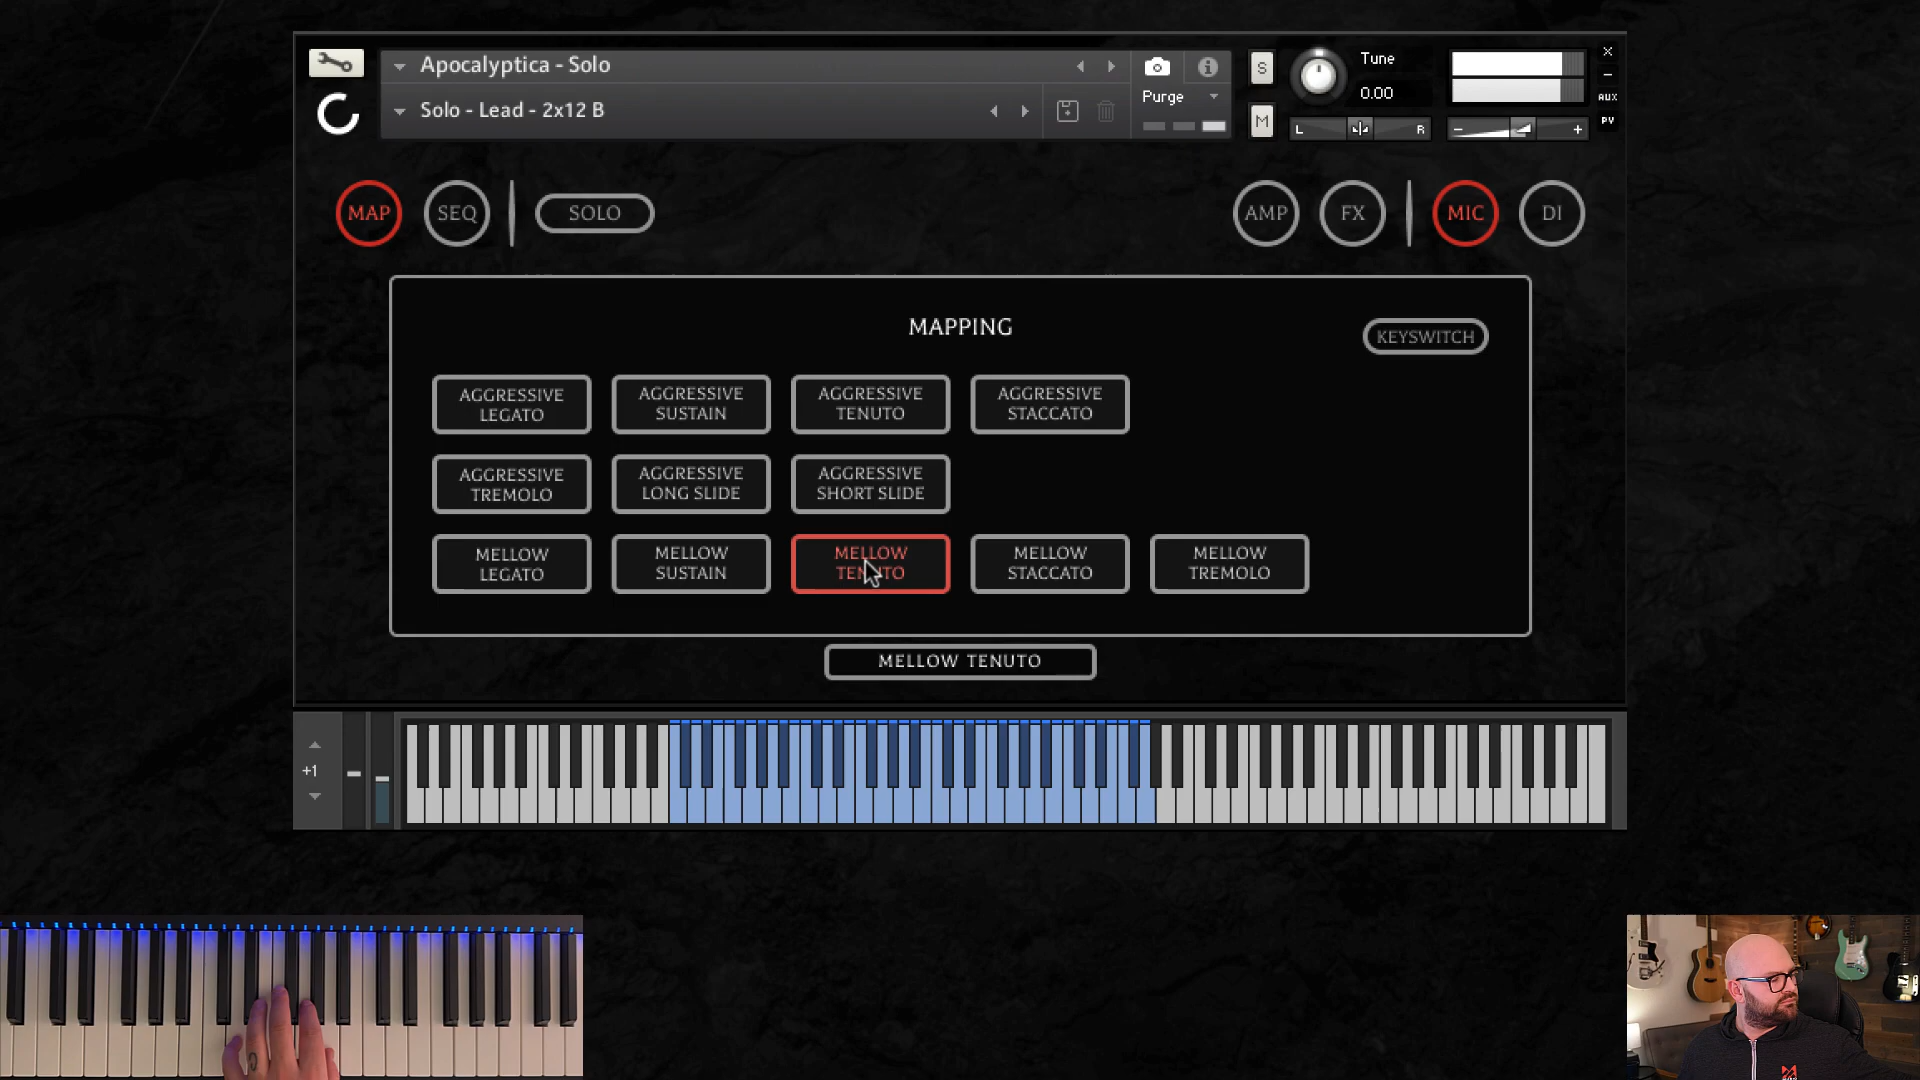 Apocalyptica - Solo
Solo - Lead - 2x12 B
Purge
S
M
Tune
0.00
L
R
-
+
X
-
AUX
PV
MAP
SEQ
SOLO
AMP
FX
MIC
DI
MAPPING
KEYSWITCH
AGGRESSIVE
LEGATO
AGGRESSIVE
SUSTAIN
AGGRESSIVE
TENUTO
AGGRESSIVE
STACCATO
AGGRESSIVE
TREMOLO
AGGRESSIVE
LONG SLIDE
AGGRESSIVE
SHORT SLIDE
MELLOW
LEGATO
MELLOW
SUSTAIN
MELLOW
TENUTO
MELLOW
STACCATO
MELLOW
TREMOLO
MELLOW TENUTO
+1